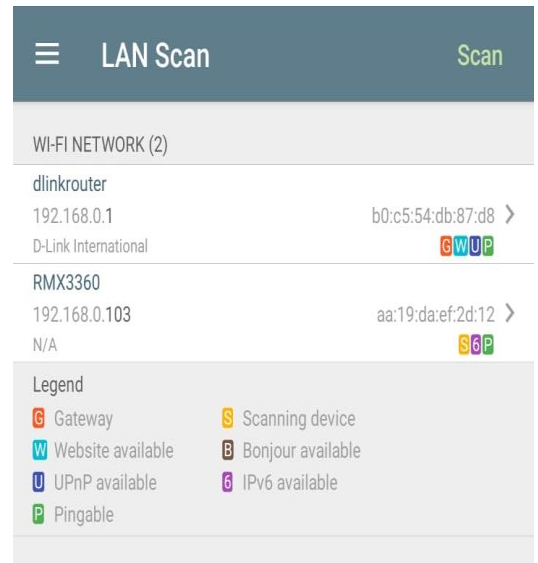 LAN Scan Scan
WI-FI NETWORK (2)
dlinkrouter
192.168.0.1 b0:c5:54:db:87:d8
D-Link International G W U P
RMX3360
192.168.0.103 aa:19:da:ef:2d:12
N/A S 6 P
Legend
G Gateway S Scanning device
W Website available B Bonjour available
U UPnP available 6 IPv6 available
P Pingable